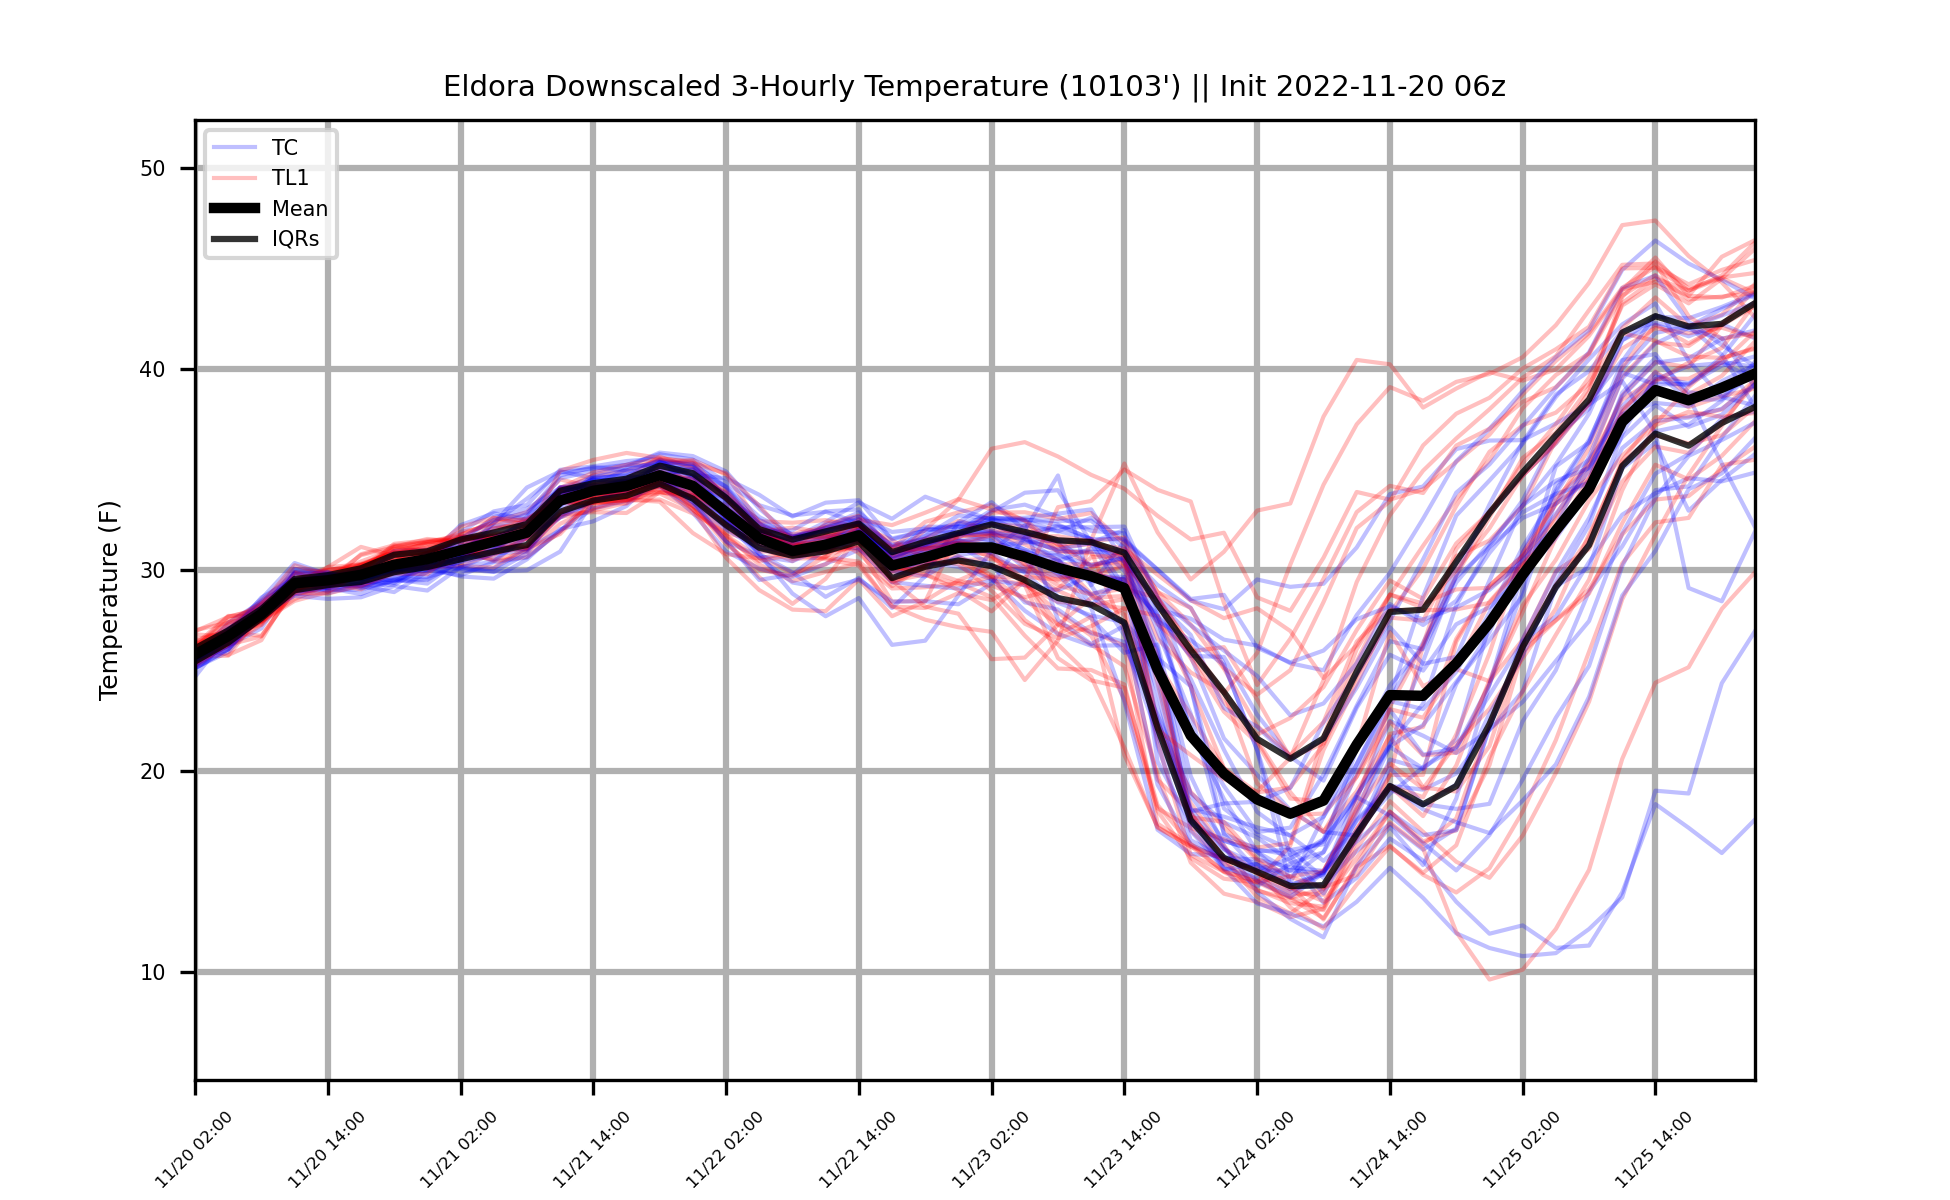 Eldora Downscaled 3-Hourly Temperature (10103') || Init 2022-11-20 06z
TC
TL1
Mean
IQRs
Temperature (F)
50
40
30
20
10
11/20 02:00
11/20 14:00
11/21 02:00
11/21 14:00
11/22 02:00
11/22 14:00
11/23 02:00
11/23 14:00
11/24 02:00
11/24 14:00
11/25 02:00
11/25 14:00